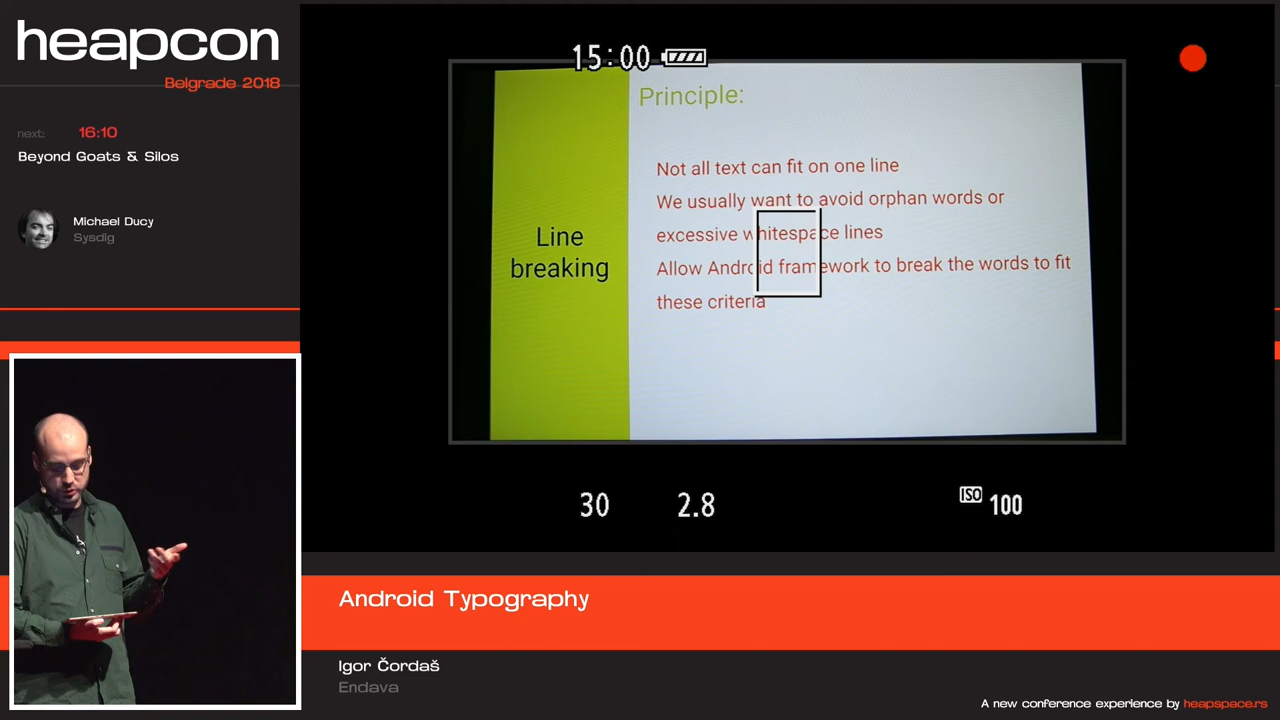 heapcon
Belgrade 2018
next: 16:10
Beyond Goats & Silos
Michael Ducy
Sysdig
15:00
Principle:
Not all text can fit on one line
We usually want to avoid orphan words or
excessive whitespace lines
Allow Android framework to break the words to fit
these criteria
Line
breaking
30 2.8 ISO 100
Android Typography
Igor Čordaš
Endava
A new conference experience by heapspace.rs